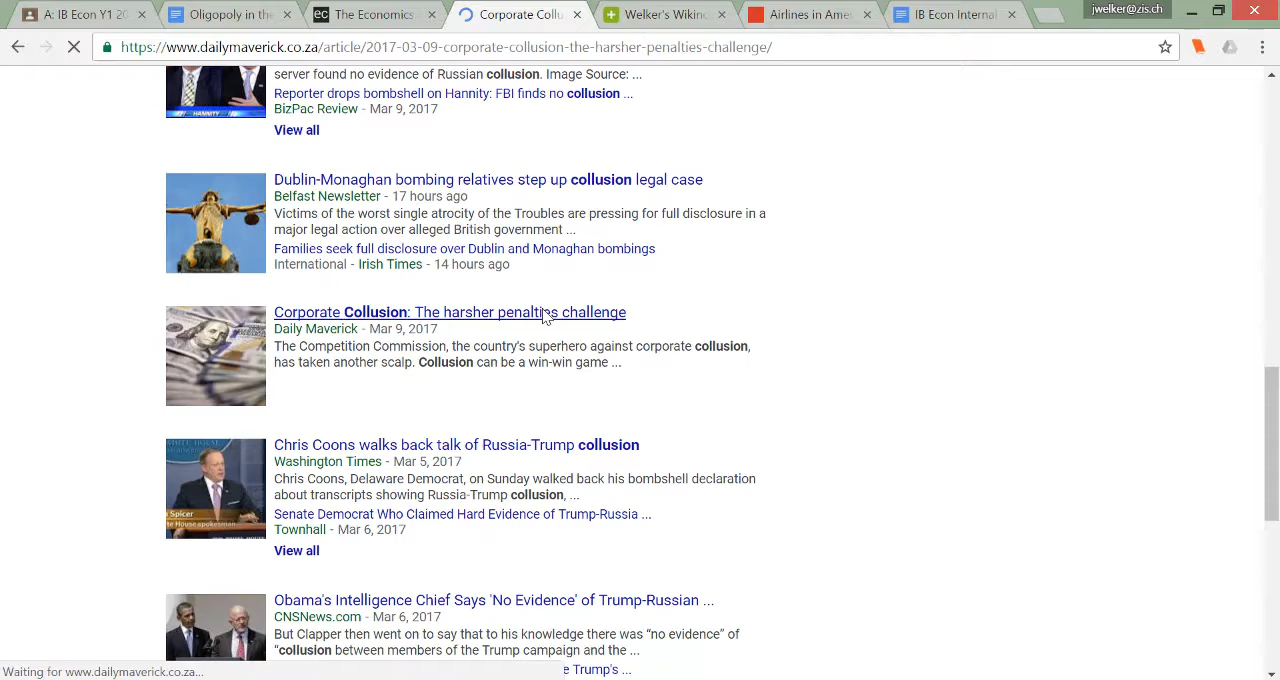 A: IB Econ Y1 20
Oligopoly in the
EC The Economics
Corporate Collu
Welker's Wikino
Airlines in Ame
IB Econ Internal
jwelker@zis.ch
https://www.dailymaverick.co.za/article/2017-03-09-corporate-collusion-the-harsher-penalties-challenge/
server found no evidence of Russian collusion. Image Source: ...
Reporter drops bombshell on Hannity: FBI finds no collusion ...
HANNITY
BizPac Review - Mar 9, 2017
View all
Dublin-Monaghan bombing relatives step up collusion legal case
Belfast Newsletter - 17 hours ago
Victims of the worst single atrocity of the Troubles are pressing for full disclosure in a
major legal action over alleged British government ...
Families seek full disclosure over Dublin and Monaghan bombings
International - Irish Times - 14 hours ago
Corporate Collusion: The harsher penalties challenge
Daily Maverick - Mar 9, 2017
The Competition Commission, the country's superhero against corporate collusion,
has taken another scalp. Collusion can be a win-win game ...
Chris Coons walks back talk of Russia-Trump collusion
Washington Times - Mar 5, 2017
Chris Coons, Delaware Democrat, on Sunday walked back his bombshell declaration
about transcripts showing Russia-Trump collusion, ...
Spicer
te House spokesman
Senate Democrat Who Claimed Hard Evidence of Trump-Russia ...
Townhall - Mar 6, 2017
View all
Obama's Intelligence Chief Says 'No Evidence' of Trump-Russian ...
CNSNews.com - Mar 6, 2017
But Clapper then went on to say that to his knowledge there was “no evidence” of
“collusion between members of the Trump campaign and the ...
e Trump's ...
Waiting for www.dailymaverick.co.za...